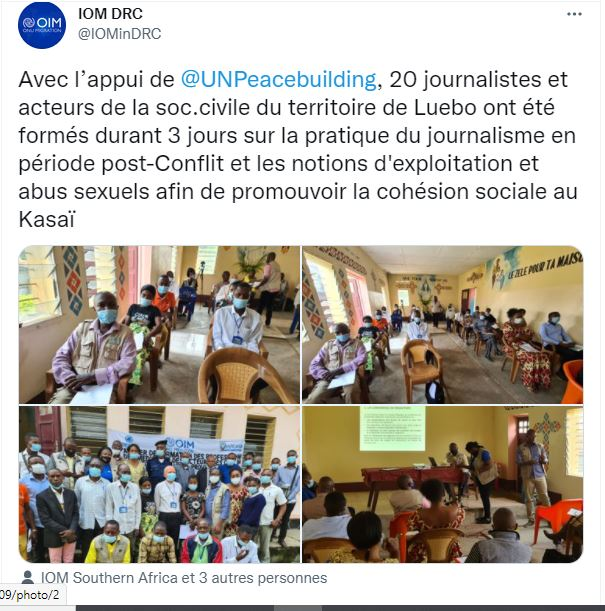 OIM
ONU MIGRATION
IOM DRC
@IOMinDRC
Avec l’appui de @UNPeacebuilding, 20 journalistes et
acteurs de la soc.civile du territoire de Luebo ont été
formés durant 3 jours sur la pratique du journalisme en
période post-Conflit et les notions d'exploitation et
abus sexuels afin de promouvoir la cohésion sociale au
Kasaï
LE ZELE POUR TA MAISON
OIM
IOM Southern Africa et 3 autres personnes
09/photo/2